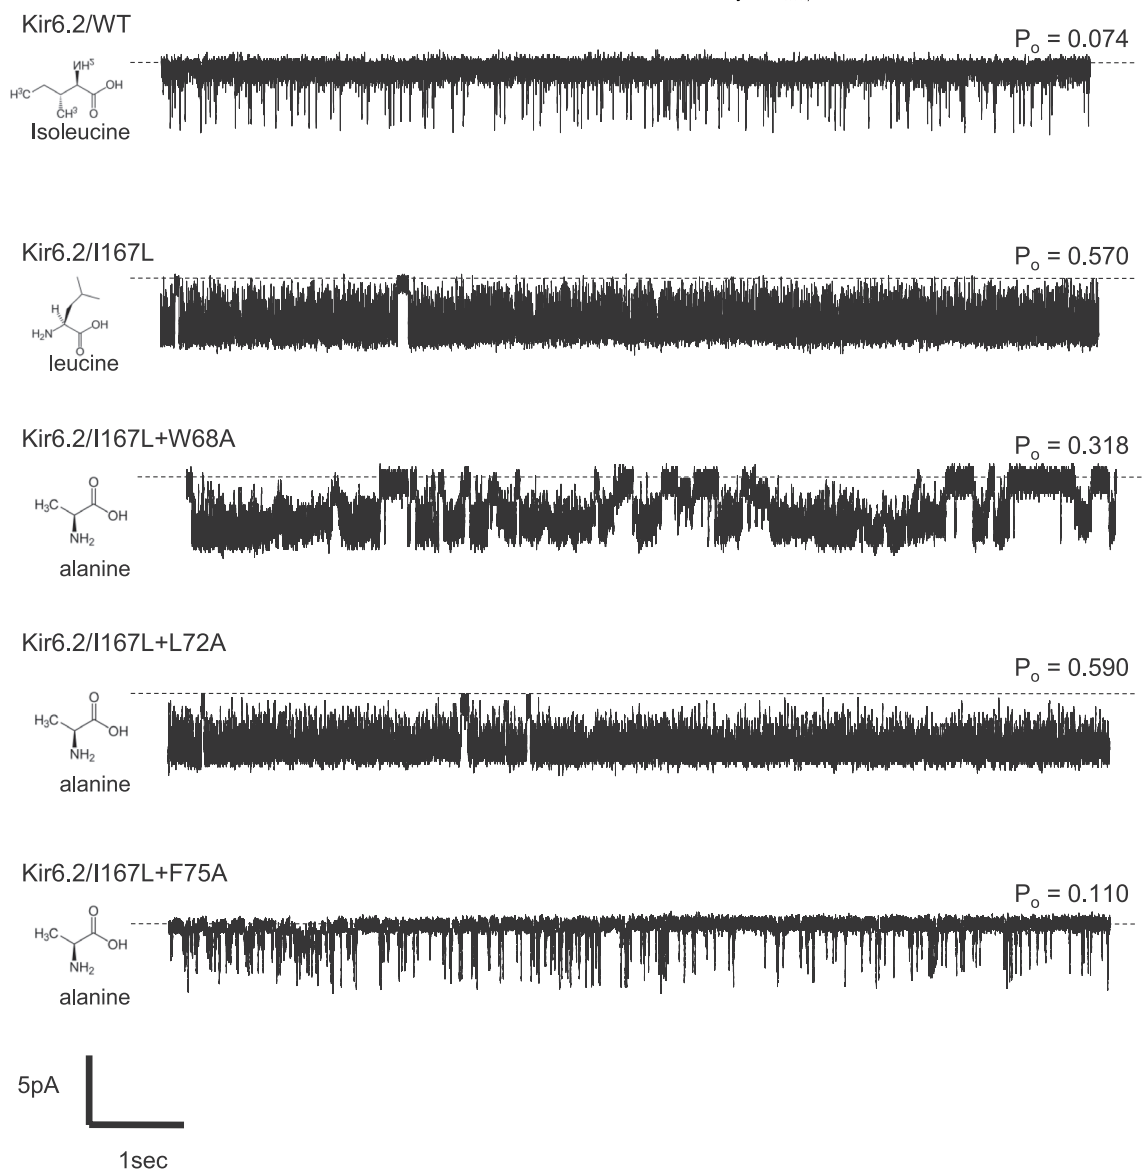 Kir6.2/WT
Po = 0.074
NHS
H3C
OH
CH3
O
Isoleucine
Kir6.2/I167L
Po = 0.570
H
OH
H2N
O
leucine
Kir6.2/I167L+W68A
Po = 0.318
O
H3C
OH
NH2
alanine
Kir6.2/I167L+L72A
Po = 0.590
O
H3C
OH
NH2
alanine
Kir6.2/I167L+F75A
Po = 0.110
O
H3C
OH
NH2
alanine
5pA
1sec